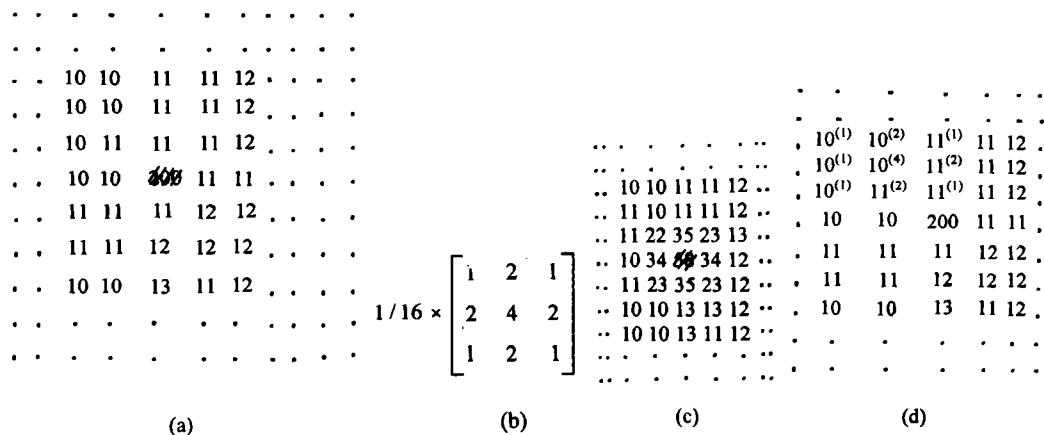 10 10 11 11 12
10 10 11 11 12
10 11 11 11 12
10 10 11 11
11 11 11 12 12
11 11 12 12 12
10 10 13 11 12
(a)
1/16 ×
1 2 1
2 4 2
1 2 1
(b)
10 10 11 11 12
11 10 11 11 12
11 22 35 23 13
10 34 34 12
11 23 35 23 12
10 10 13 13 12
10 10 13 11 12
(c)
10(1) 10(2) 11(1) 11 12
10(1) 10(4) 11(2) 11 12
10(1) 11(2) 11(1) 11 12
10 10 200 11 11
11 11 11 12 12
11 11 12 12 12
10 10 13 11 12
(d)